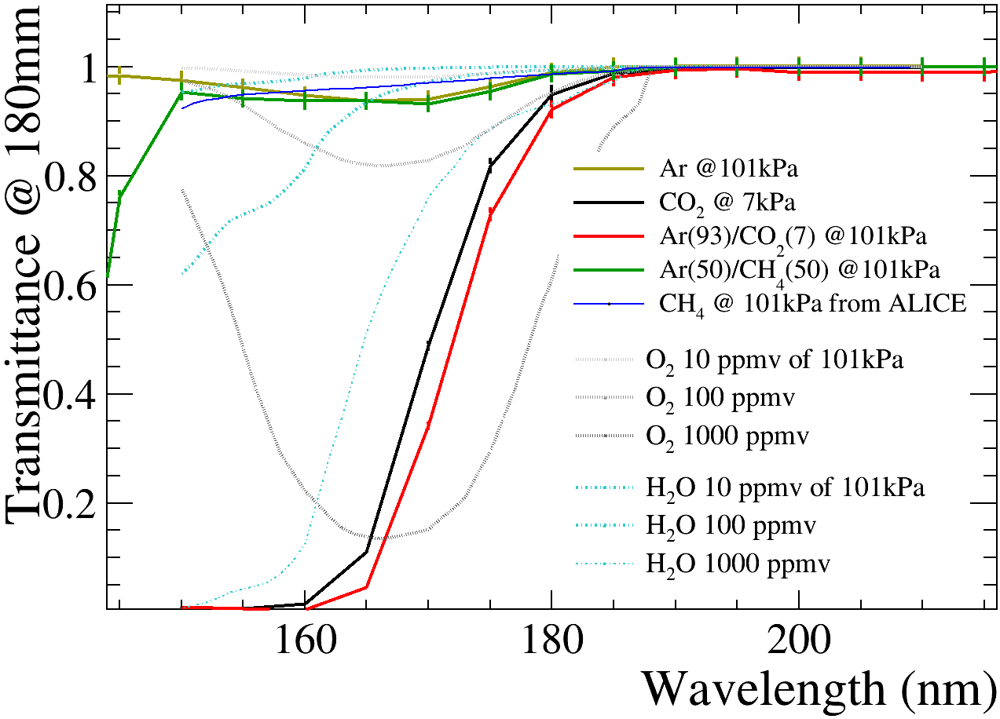 Transmittance @ 180mm
1
0.8
0.6
0.4
0.2
160
180
200
Wavelength (nm)
Ar @101kPa
CO₂ @ 7kPa
Ar(93)/CO₂(7) @101kPa
Ar(50)/CH₄(50) @101kPa
CH₄ @ 101kPa from ALICE
O₂ 10 ppmv of 101kPa
O₂ 100 ppmv
O₂ 1000 ppmv
H₂O 10 ppmv of 101kPa
H₂O 100 ppmv
H₂O 1000 ppmv